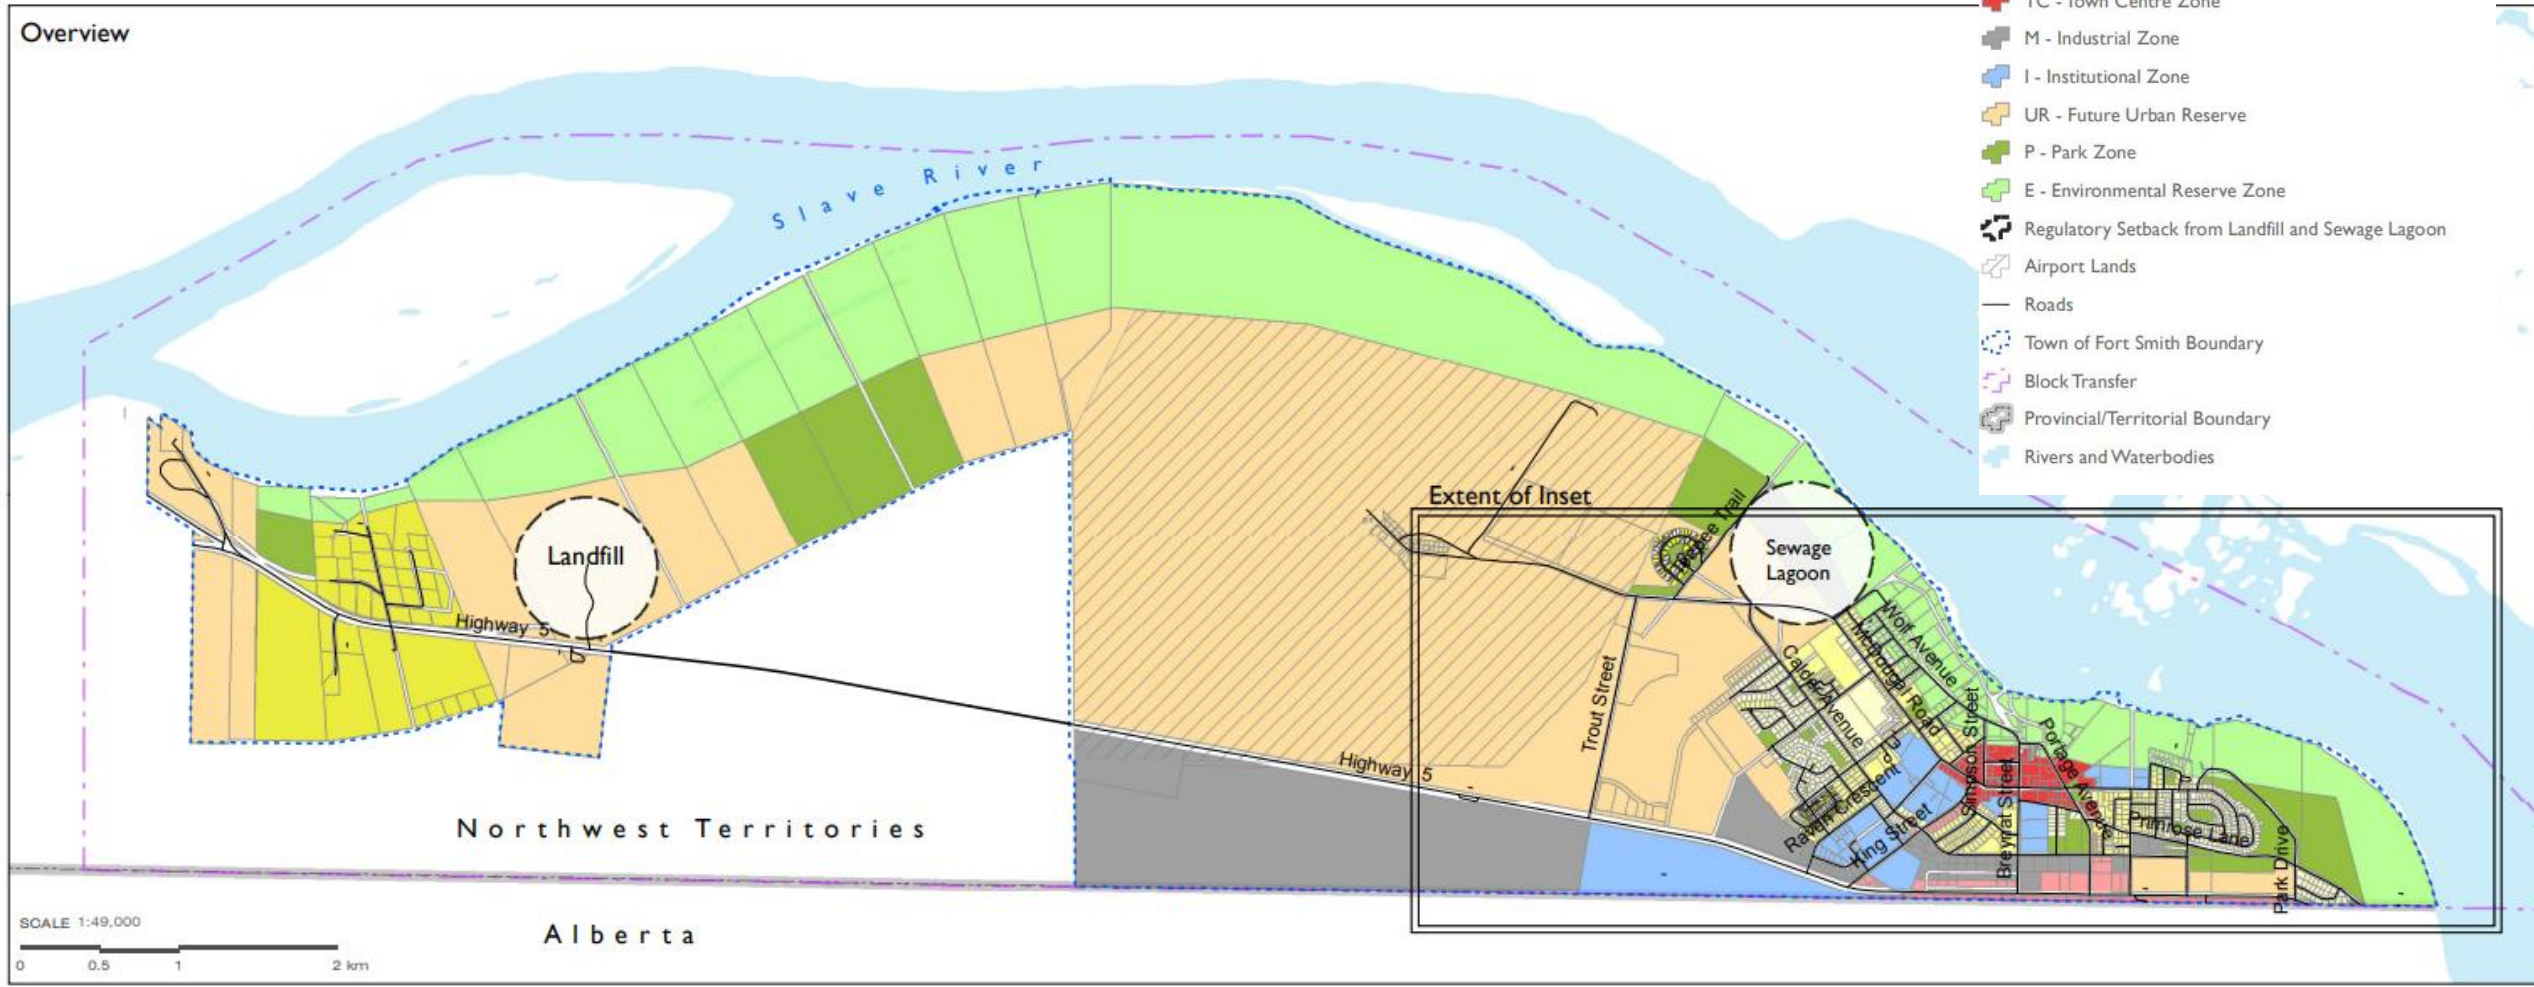 Overview
TC - Town Centre Zone
M - Industrial Zone
I - Institutional Zone
UR - Future Urban Reserve
P - Park Zone
E - Environmental Reserve Zone
Regulatory Setback from Landfill and Sewage Lagoon
Airport Lands
Roads
Town of Fort Smith Boundary
Block Transfer
Provincial/Territorial Boundary
Rivers and Waterbodies
Slave River
Extent of Inset
Landfill
Sewage
Lagoon
Highway 5
Highway 5
Trout Street
Calder Avenue
McDougal Road
Wolf Avenue
Simpson Street
Portage Avenue
Breynat Street
Raven Crescent
King Street
Primrose Lane
Park Drive
Northwest Territories
Alberta
SCALE 1:49,000
0 0.5 1 2 km